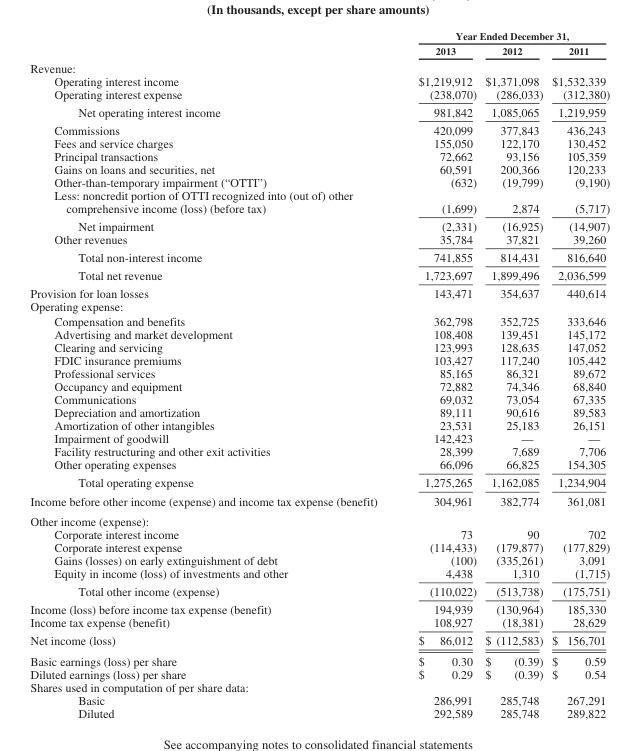 (In thousands, except per share amounts)
Year Ended December 31,
2013 2012 2011
Revenue:
Operating interest income $1,219,912 $1,371,098 $1,532,339
Operating interest expense (238,070) (286,033) (312,380)
Net operating interest income 981,842 1,085,065 1,219,959
Commissions 420,099 377,843 436,243
Fees and service charges 155,050 122,170 130,452
Principal transactions 72,662 93,156 105,359
Gains on loans and securities, net 60,591 200,366 120,233
Other-than-temporary impairment (“OTTI”) (632) (19,799) (9,190)
Less: noncredit portion of OTTI recognized into (out of) other
comprehensive income (loss) (before tax) (1,699) 2,874 (5,717)
Net impairment (2,331) (16,925) (14,907)
Other revenues 35,784 37,821 39,260
Total non-interest income 741,855 814,431 816,640
Total net revenue 1,723,697 1,899,496 2,036,599
Provision for loan losses 143,471 354,637 440,614
Operating expense:
Compensation and benefits 362,798 352,725 333,646
Advertising and market development 108,408 139,451 145,172
Clearing and servicing 123,993 128,635 147,052
FDIC insurance premiums 103,427 117,240 105,442
Professional services 85,165 86,321 89,672
Occupancy and equipment 72,882 74,346 68,840
Communications 69,032 73,054 67,335
Depreciation and amortization 89,111 90,616 89,583
Amortization of other intangibles 23,531 25,183 26,151
Impairment of goodwill 142,423 — —
Facility restructuring and other exit activities 28,399 7,689 7,706
Other operating expenses 66,096 66,825 154,305
Total operating expense 1,275,265 1,162,085 1,234,904
Income before other income (expense) and income tax expense (benefit) 304,961 382,774 361,081
Other income (expense):
Corporate interest income 73 90 702
Corporate interest expense (114,433) (179,877) (177,829)
Gains (losses) on early extinguishment of debt (100) (335,261) 3,091
Equity in income (loss) of investments and other 4,438 1,310 (1,715)
Total other income (expense) (110,022) (513,738) (175,751)
Income (loss) before income tax expense (benefit) 194,939 (130,964) 185,330
Income tax expense (benefit) 108,927 (18,381) 28,629
Net income (loss) $ 86,012 $ (112,583) $ 156,701
Basic earnings (loss) per share $ 0.30 $ (0.39) $ 0.59
Diluted earnings (loss) per share $ 0.29 $ (0.39) $ 0.54
Shares used in computation of per share data:
Basic 286,991 285,748 267,291
Diluted 292,589 285,748 289,822
See accompanying notes to consolidated financial statements